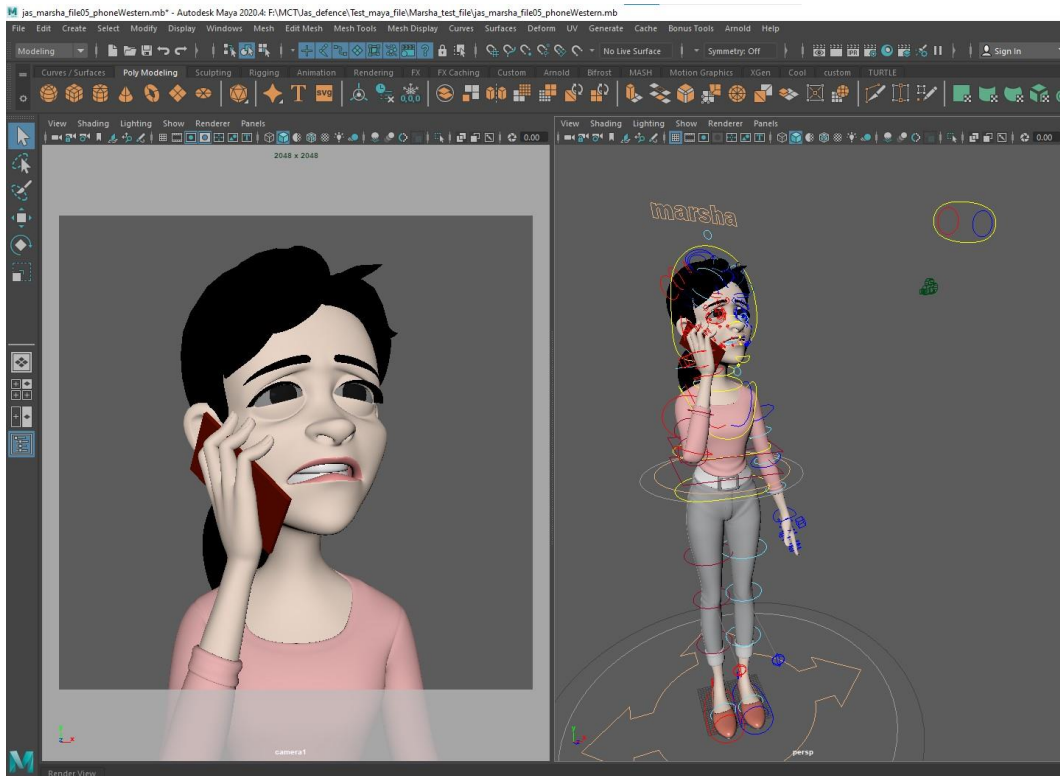 M jas_marsha_file05_phoneWestern.mb* - Autodesk Maya 2020.4: F:\MCT\Jas_defence\Test_maya_file\Marsha_test_file\jas_marsha_file05_phoneWestern.mb
File Edit Create Select Modify Display Windows Mesh Edit Mesh Mesh Tools Mesh Display Curves Surfaces Deform UV Generate Cache Bonus Tools Arnold Help
Modeling No Live Surface Symmetry: Off Sign In
Curves / Surfaces Poly Modeling Sculpting Rigging Animation Rendering FX FX Caching Custom Arnold Bifrost MASH Motion Graphics XGen Cool custom TURTLE
T SVG 0,0,0
View Shading Lighting Show Renderer Panels View Shading Lighting Show Renderer Panels
0.00 0.00
2048 x 2048
marsha
camera1 persp
M
Render View